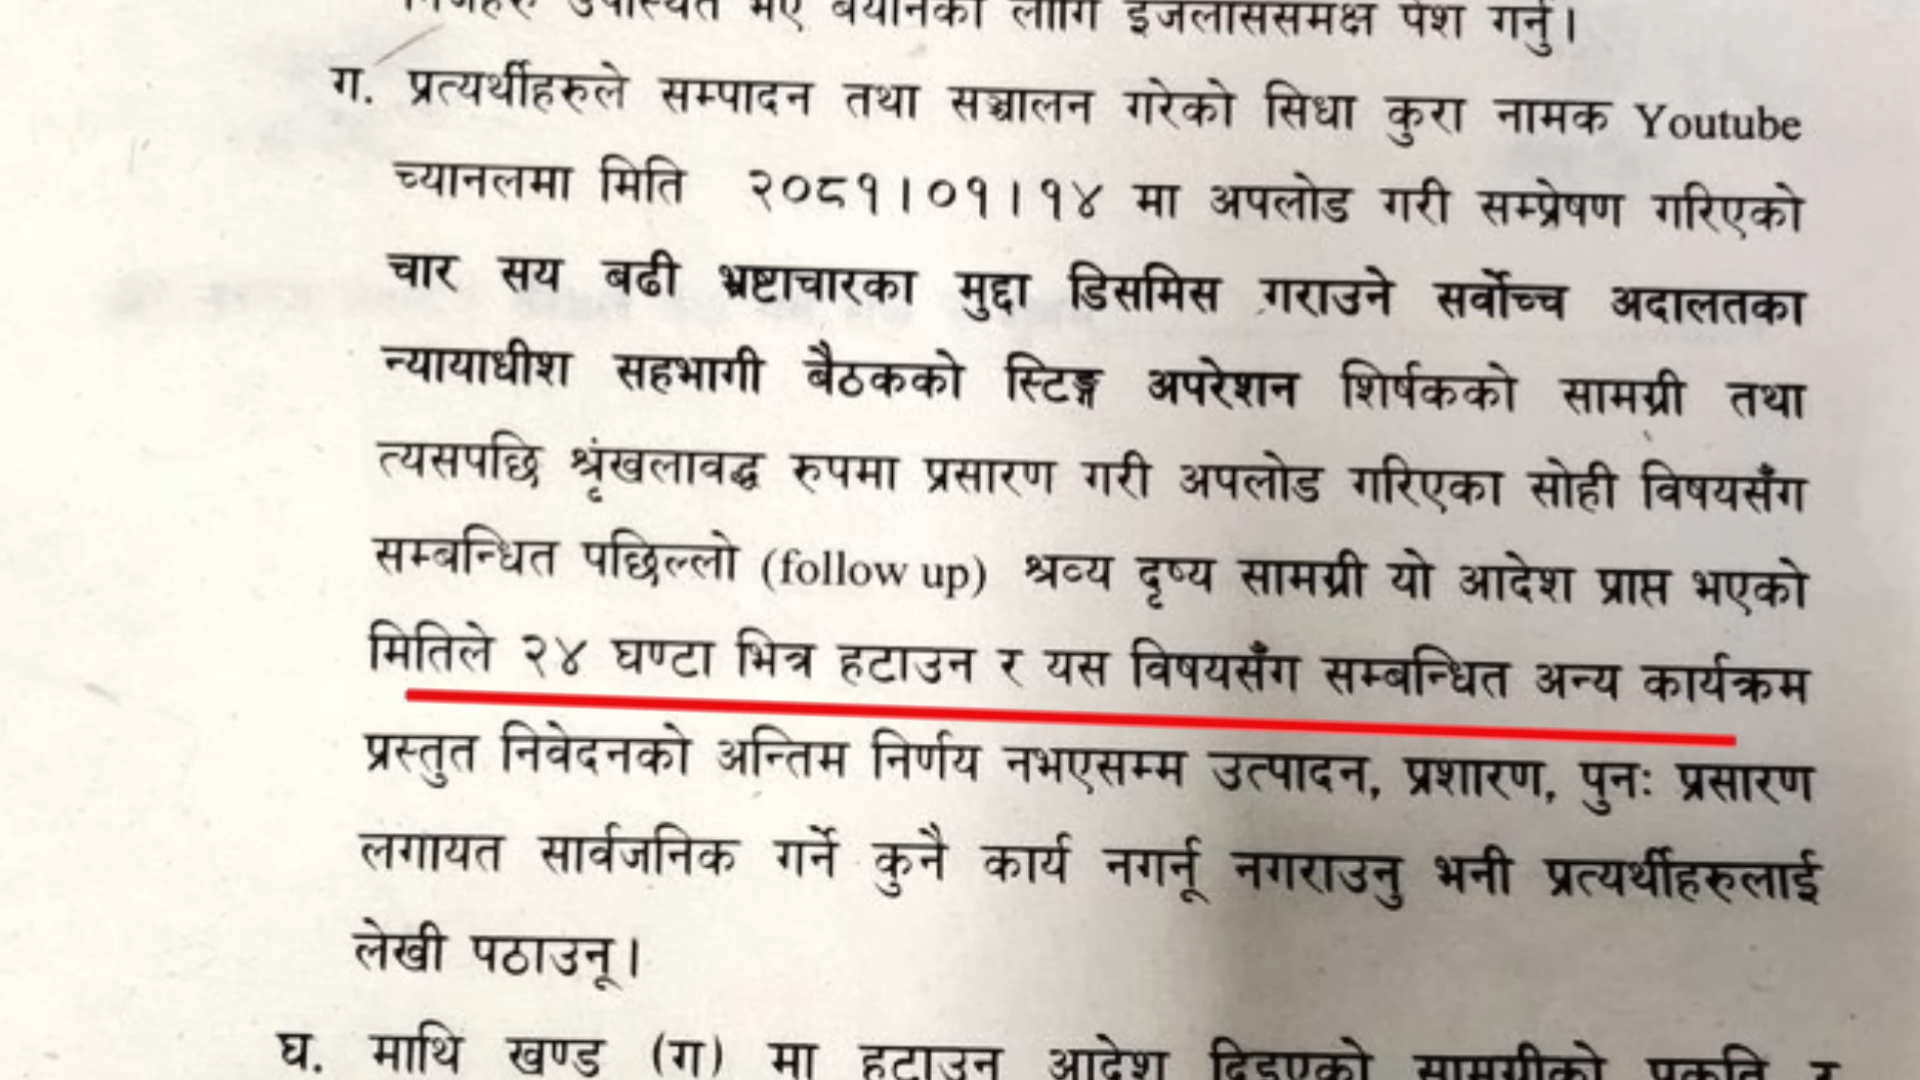 निजहरु उपस्थित भए बयानको लागि इजलाससमक्ष पेश गर्नु।
ग. प्रत्यर्थीहरुले सम्पादन तथा सञ्चालन गरेको सिधा कुरा नामक Youtube
च्यानलमा मिति २०८१।०१।१४ मा अपलोड गरी सम्प्रेषण गरिएको
चार सय बढी भ्रष्टाचारका मुद्दा डिसमिस गराउने सर्वोच्च अदालतका
न्यायाधीश सहभागी बैठकको स्टिङ्ग अपरेशन शिर्षकको सामग्री तथा
त्यसपछि श्रृंखलावद्ध रुपमा प्रसारण गरी अपलोड गरिएका सोही विषयसँग
सम्बन्धित पछिल्लो (follow up) श्रव्य दृष्य सामग्री यो आदेश प्राप्त भएको
मितिले २४ घण्टा भित्र हटाउन र यस विषयसँग सम्बन्धित अन्य कार्यक्रम
प्रस्तुत निवेदनको अन्तिम निर्णय नभएसम्म उत्पादन, प्रशारण, पुनः प्रसारण
लगायत सार्वजनिक गर्ने कुनै कार्य नगर्नू नगराउनु भनी प्रत्यर्थीहरुलाई
लेखी पठाउनू।
घ. माथि खण्ड (ग) मा हटाउन आदेश दिइएको सामग्रीको प्रकृति र